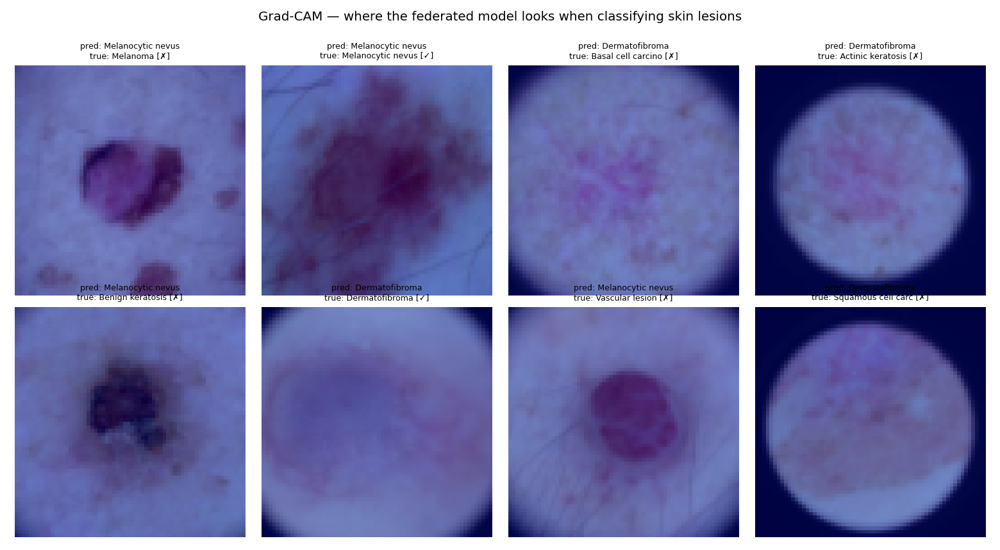 Grad-CAM — where the federated model looks when classifying skin lesions
pred: Melanocytic nevus
true: Melanoma [✗]
pred: Melanocytic nevus
true: Melanocytic nevus [✓]
pred: Dermatofibroma
true: Basal cell carcino [✗]
pred: Dermatofibroma
true: Actinic keratosis [✗]
pred: Melanocytic nevus
true: Benign keratosis [✗]
pred: Dermatofibroma
true: Dermatofibroma [✓]
pred: Melanocytic nevus
true: Vascular lesion [✗]
pred: Dermatofibroma
true: Squamous cell carc [✗]